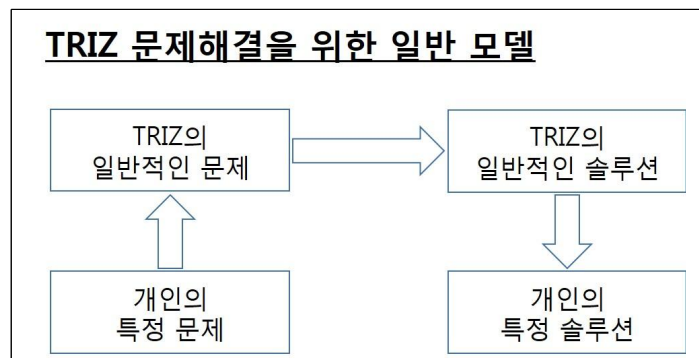 TRIZ 문제해결을 위한 일반 모델
TRIZ의
일반적인 문제
TRIZ의
일반적인 솔루션
개인의
특정 문제
개인의
특정 솔루션